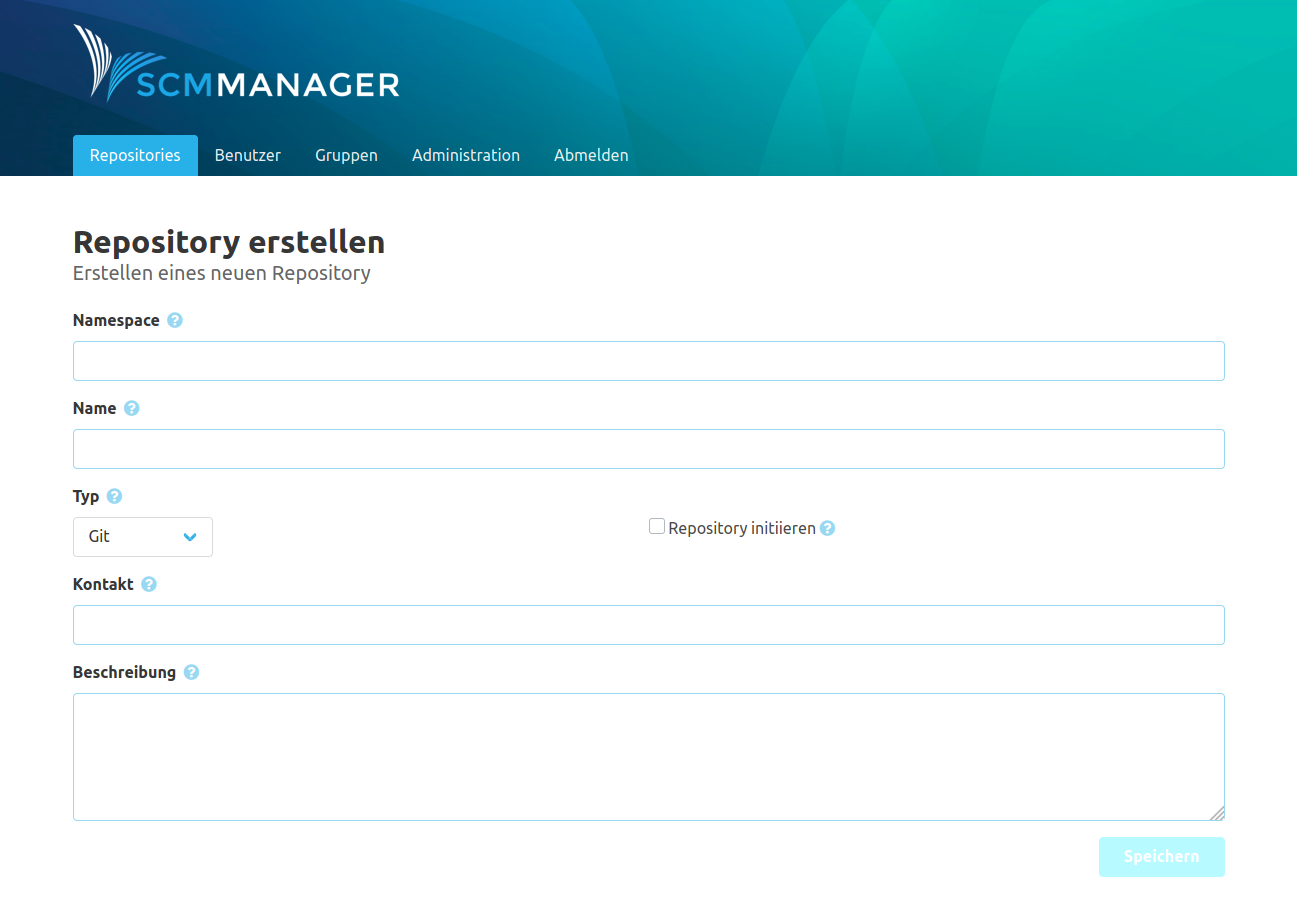 SCMMANAGER
Repositories Benutzer Gruppen Administration Abmelden
Repository erstellen
Erstellen eines neuen Repository
Namespace ?
Name ?
Typ ?
Git
Repository initiieren ?
Kontakt ?
Beschreibung ?
Speichern